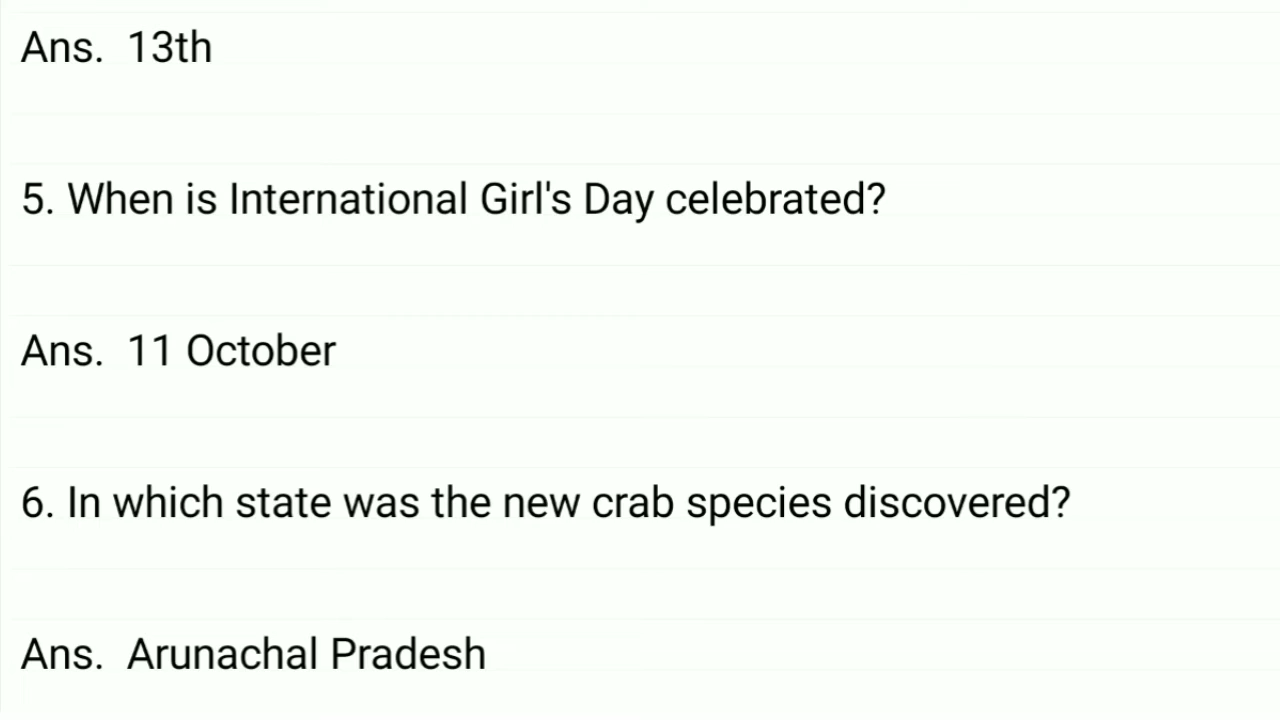 Ans. 13th
5. When is International Girl's Day celebrated?
Ans. 11 October
6. In which state was the new crab species discovered?
Ans. Arunachal Pradesh